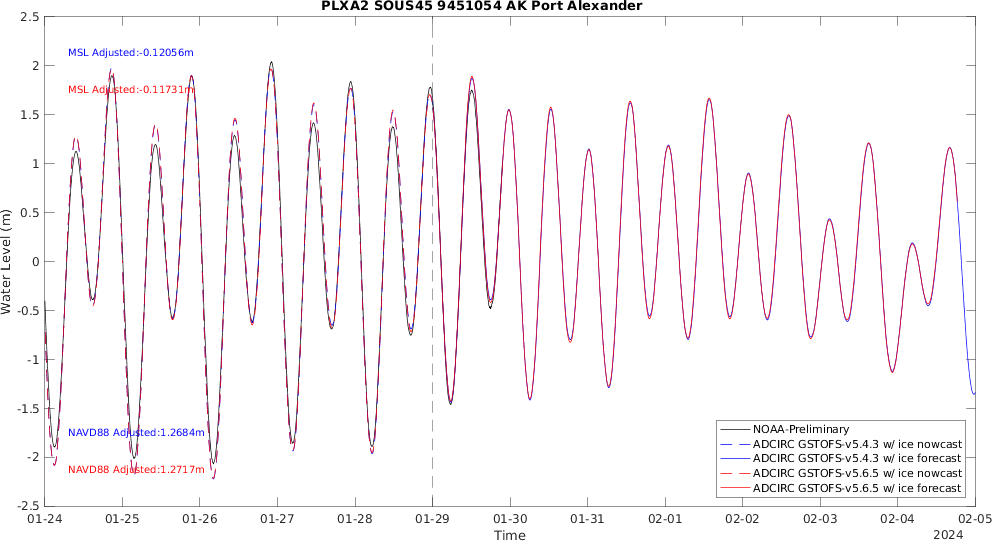 PLXA2 SOUS45 9451054 AK Port Alexander
MSL Adjusted:-0.12056m
MSL Adjusted:-0.11731m
NAVD88 Adjusted:1.2684m
NAVD88 Adjusted:1.2717m
Water Level (m)
2.5
2
1.5
1
0.5
0
-0.5
-1
-1.5
-2
-2.5
NOAA-Preliminary
ADCIRC GSTOFS-v5.4.3 w/ ice nowcast
ADCIRC GSTOFS-v5.4.3 w/ ice forecast
ADCIRC GSTOFS-v5.6.5 w/ ice nowcast
ADCIRC GSTOFS-v5.6.5 w/ ice forecast
01-24 01-25 01-26 01-27 01-28 01-29 01-30 01-31 02-01 02-02 02-03 02-04 02-05
Time
2024